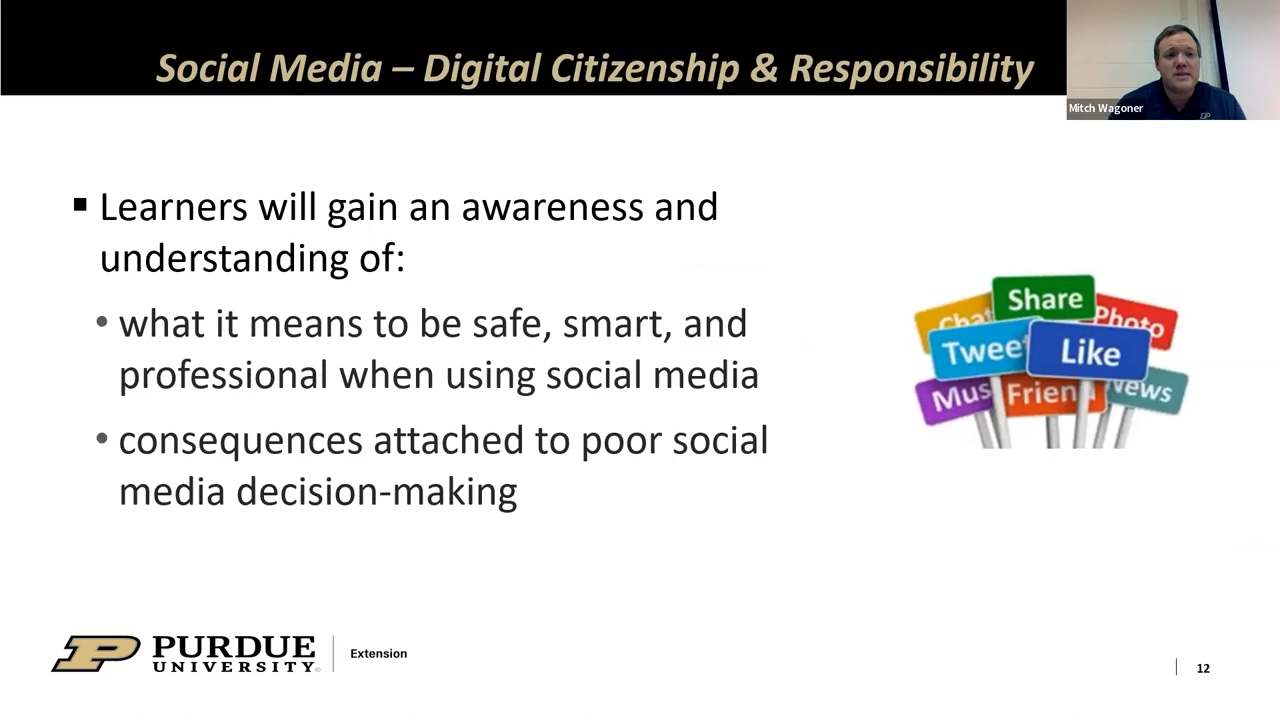 Social Media – Digital Citizenship & Responsibility
Mitch Wagoner
▪ Learners will gain an awareness and
understanding of:
• what it means to be safe, smart, and
professional when using social media
• consequences attached to poor social
media decision-making
Share
Chat
Photo
Tweet
Like
Mus
Friend
News
P PURDUE
UNIVERSITY®
Extension
12